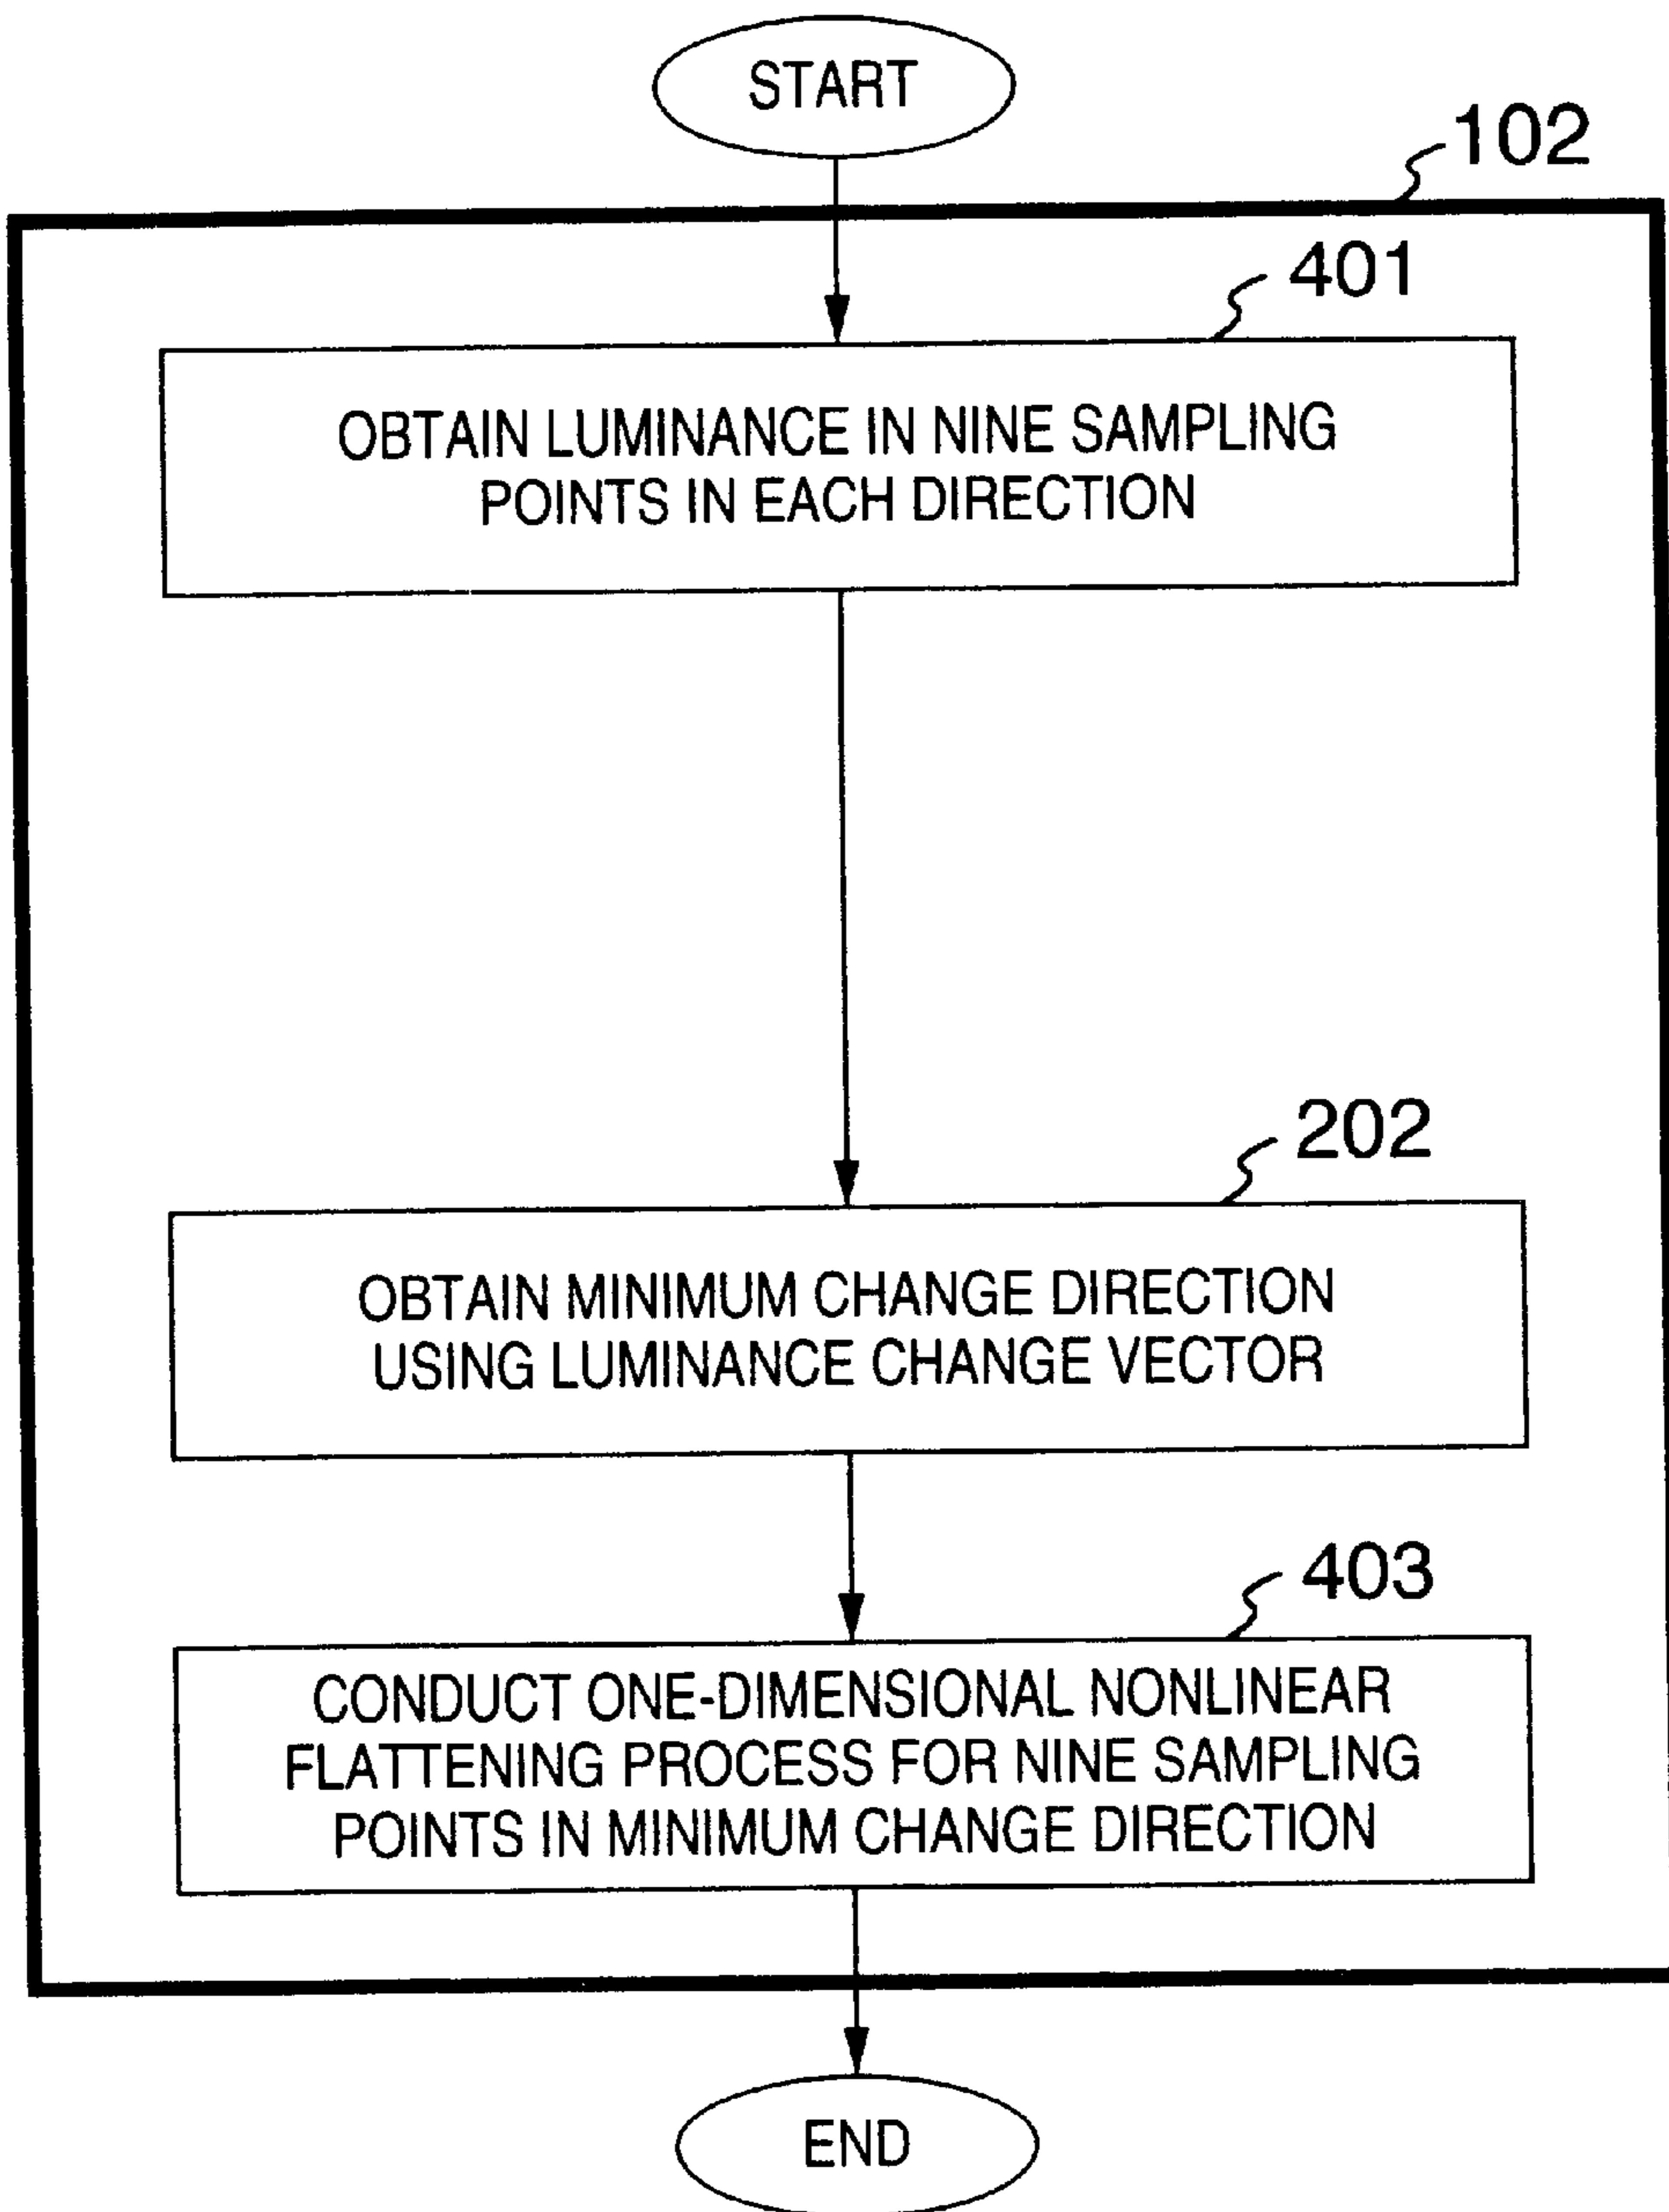 START
102
401
OBTAIN LUMINANCE IN NINE SAMPLING
POINTS IN EACH DIRECTION
202
OBTAIN MINIMUM CHANGE DIRECTION
USING LUMINANCE CHANGE VECTOR
403
CONDUCT ONE-DIMENSIONAL NONLINEAR
FLATTENING PROCESS FOR NINE SAMPLING
POINTS IN MINIMUM CHANGE DIRECTION
END